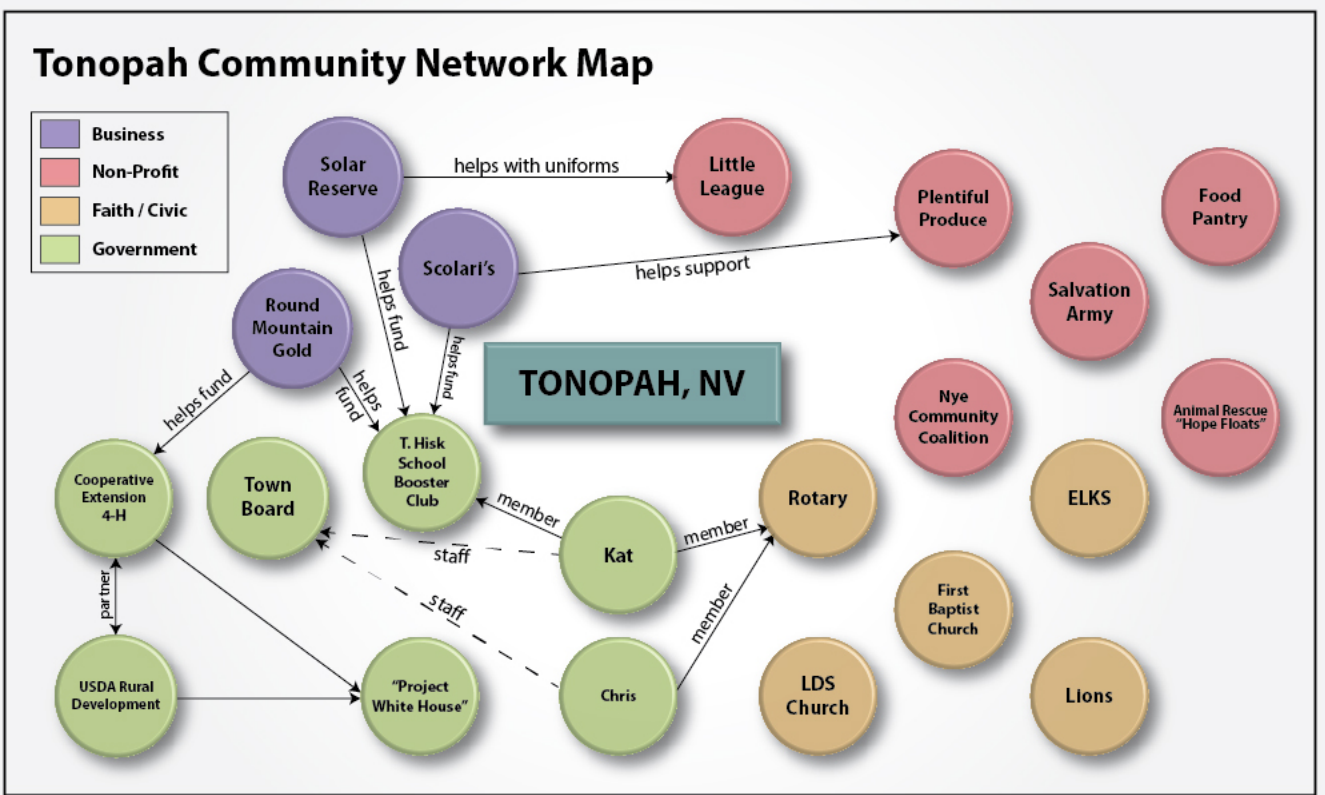 Tonopah Community Network Map
Business
Non-Profit
Faith / Civic
Government
Solar
Reserve
helps with uniforms
Little
League
Plentiful
Produce
Food
Pantry
Scolari's
helps support
helps fund
Salvation
Army
Round
Mountain
Gold
helps fund
helps
fund
helps fund
TONOPAH, NV
Nye
Community
Coalition
Animal Rescue
"Hope Floats"
Cooperative
Extension
4-H
Town
Board
T. Hisk
School
Booster
Club
member
staff
Kat
member
Rotary
ELKS
partner
staff
member
First
Baptist
Church
USDA Rural
Development
"Project
White House"
Chris
LDS
Church
Lions